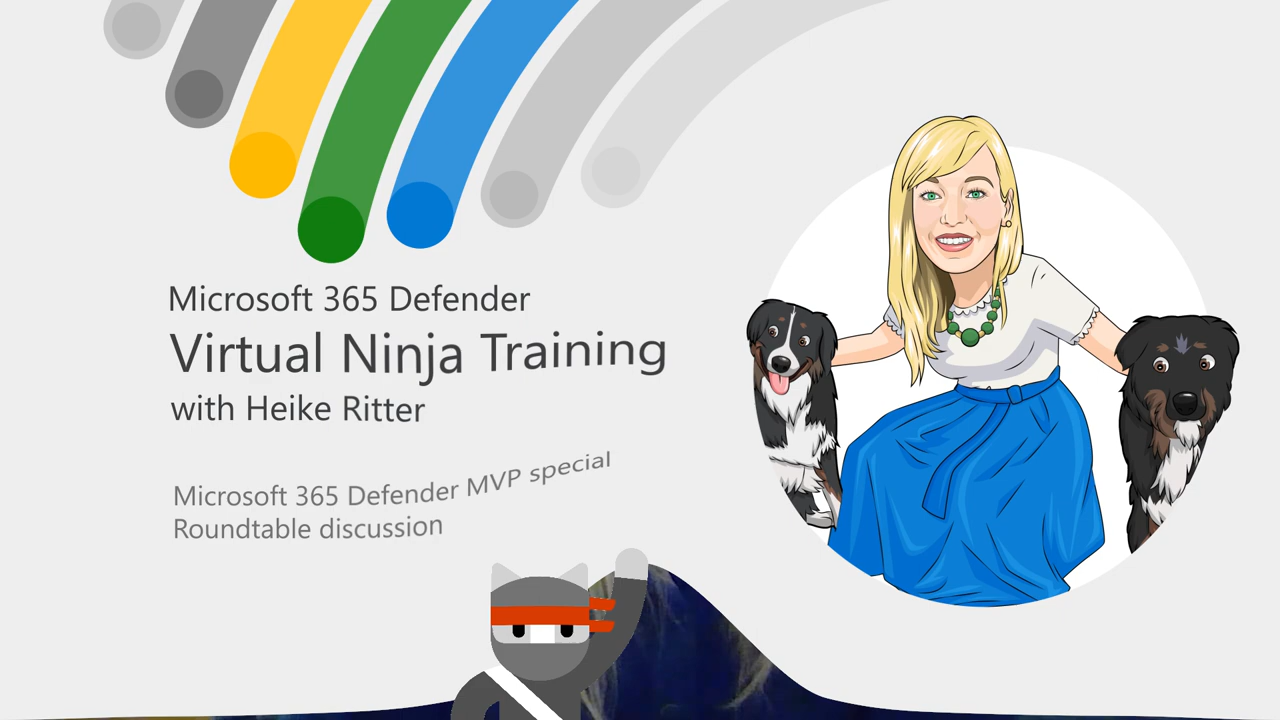 Microsoft 365 Defender
Virtual Ninja Training
with Heike Ritter
Microsoft 365 Defender MVP special
Roundtable discussion